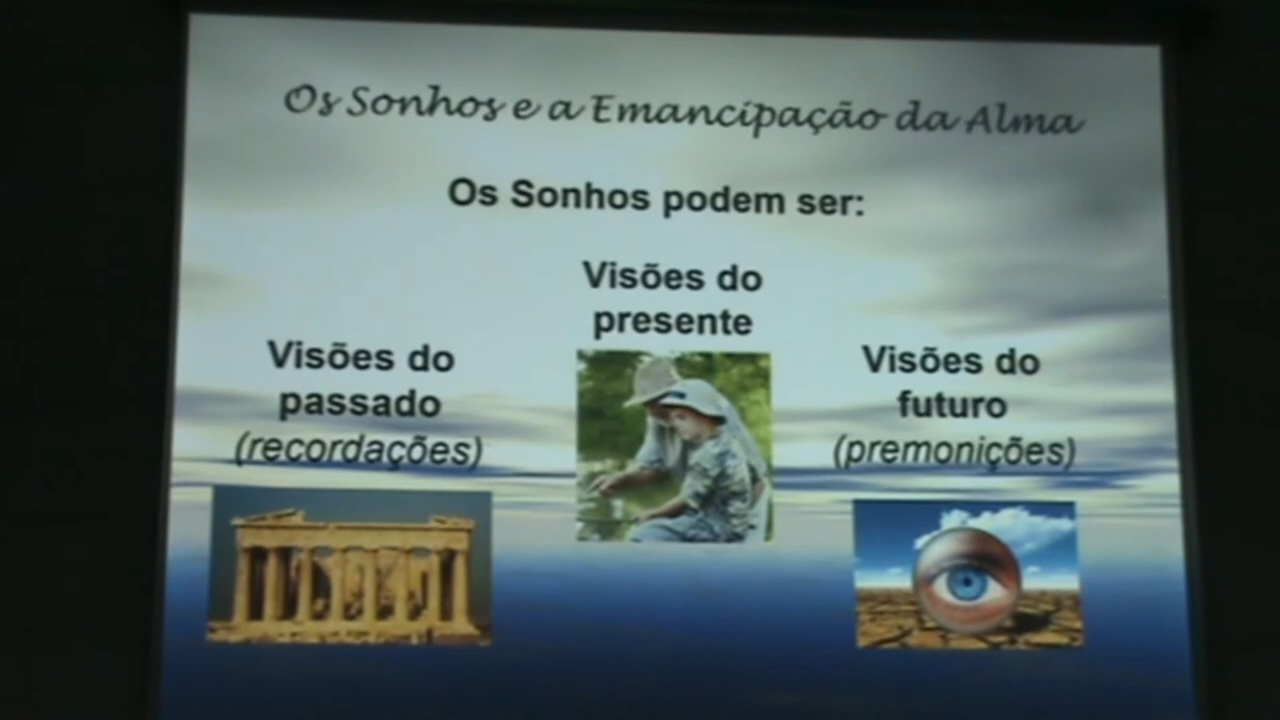 Os Sonhos e a Emancipação da Alma
Os Sonhos podem ser:
Visões do
presente
Visões do
passado
(recordações)
Visões do
futuro
(premonições)